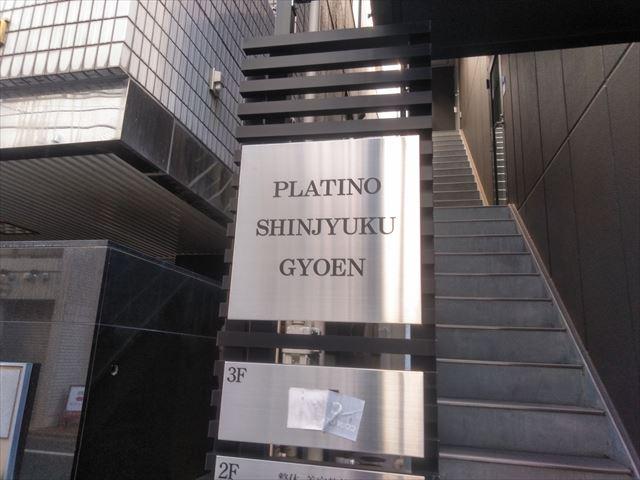 PLATINO
SHINJYUKU
GYOEN
3F
2F